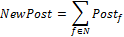 NewPost = ∑_{f∈N} Post_f